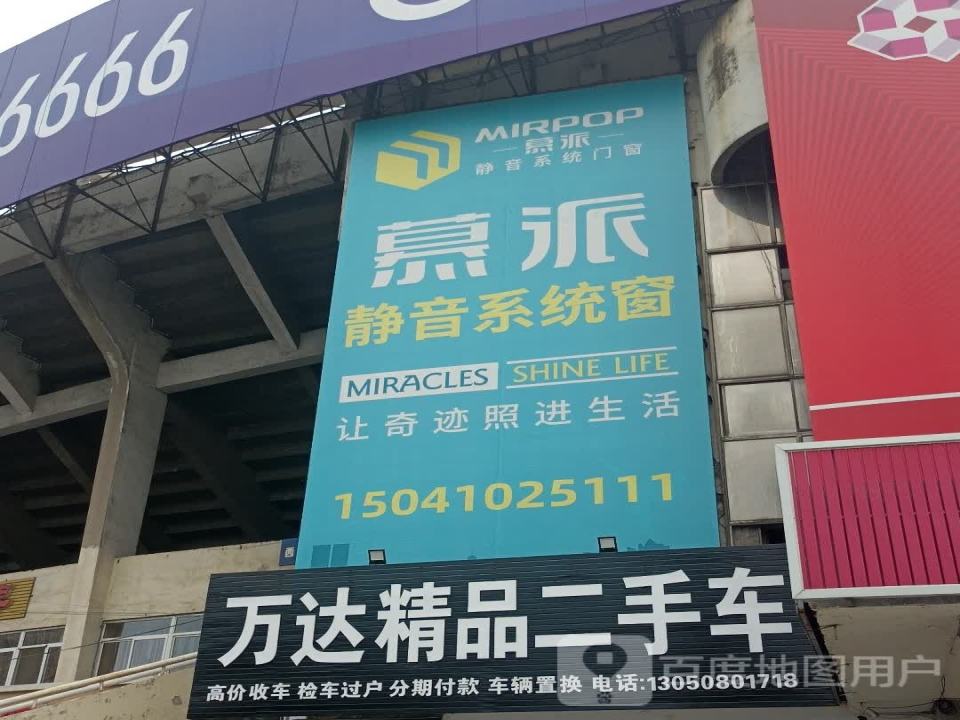 6666
MIRPOP
慕派
静音系统门窗
慕派
静音系统窗
MIRACLES SHINE LIFE
让奇迹照进生活
15041025111
万达精品二手车
高价收车 检车过户 分期付款 车辆置换 电话:13050801718
百度地图用户